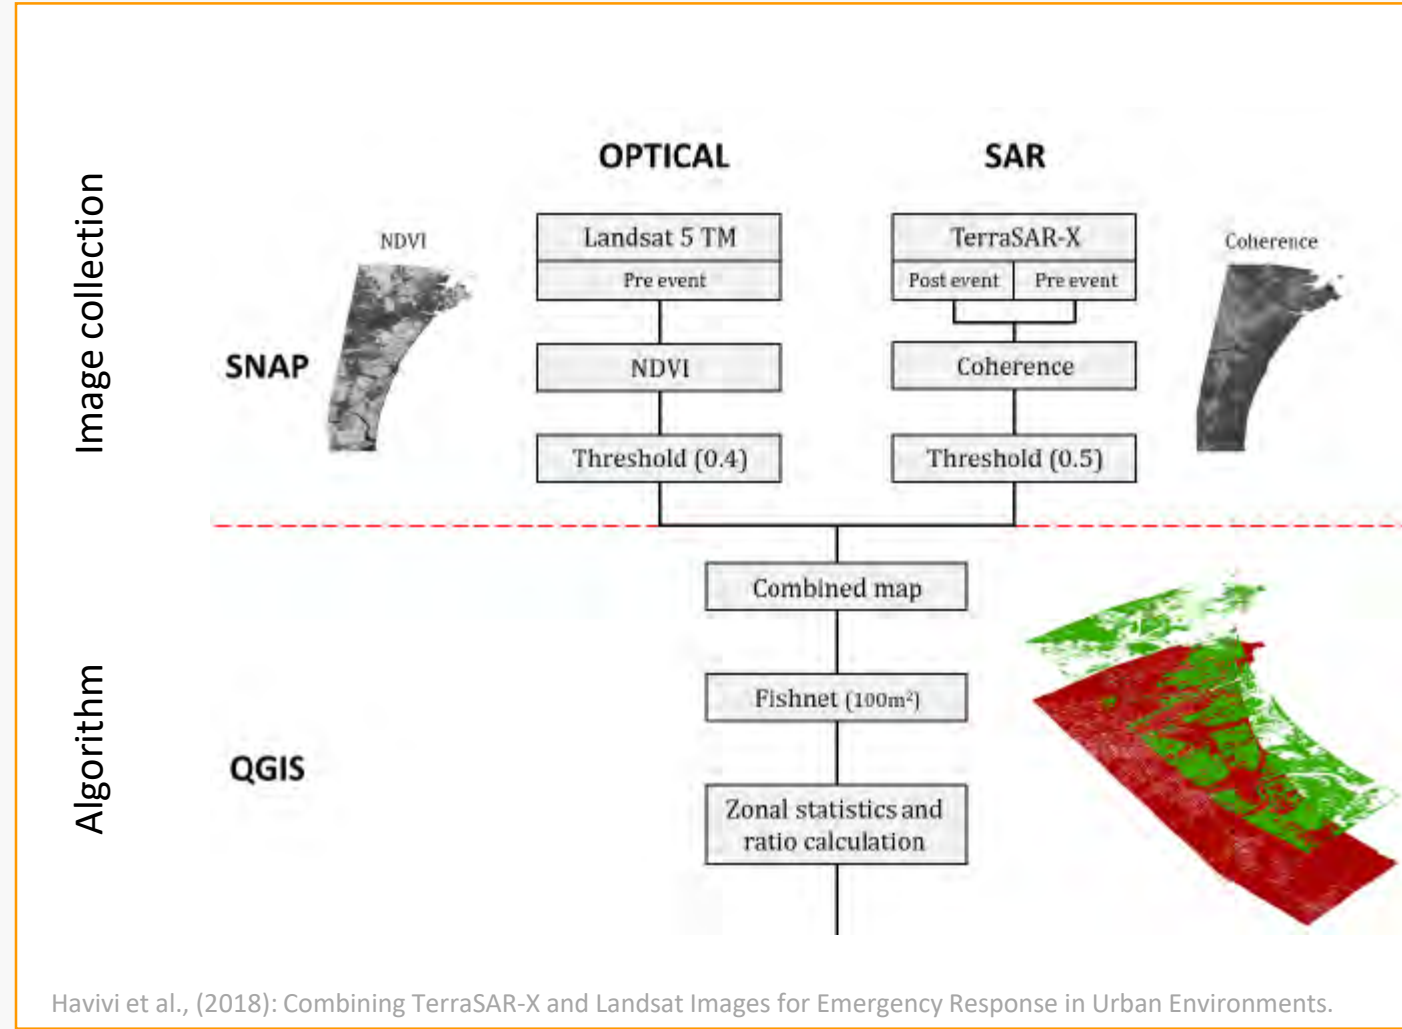 Image collection
Algorithm
OPTICAL
SAR
SNAP
QGIS
NDVI
Landsat 5 TM
Pre event
NDVI
Threshold (0.4)
TerraSAR-X
Post event
Pre event
Coherence
Threshold (0.5)
Coherence
Combined map
Fishnet (100m²)
Zonal statistics and
ratio calculation
Havivi et al., (2018): Combining TerraSAR-X and Landsat Images for Emergency Response in Urban Environments.